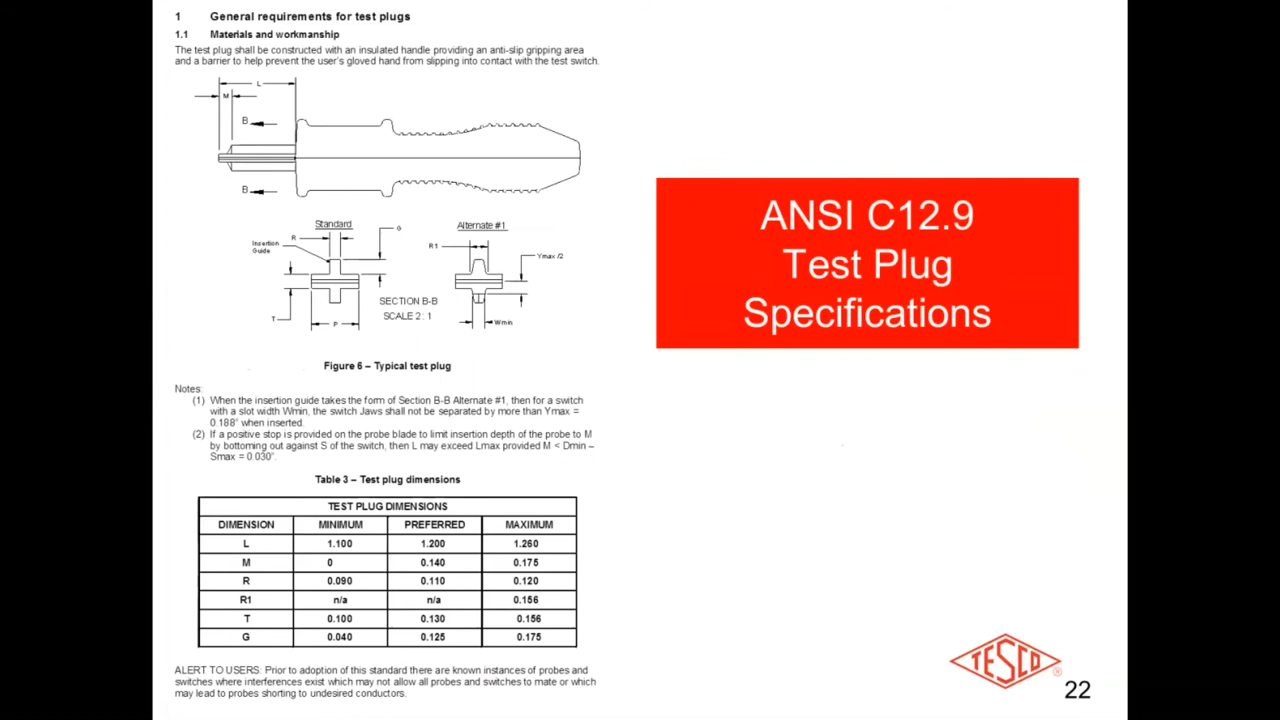 1 General requirements for test plugs
1.1 Materials and workmanship
The test plug shall be constructed with an insulated handle providing an anti-slip gripping area
and a barrier to help prevent the user's gloved hand from slipping into contact with the test switch.
L
M
B
B
Standard
Alternate #1
R
G
Insertion
Guide
R1
Ymax /2
SECTION B-B
SCALE 2: 1
T
P
Wmin
Figure 6 – Typical test plug
Notes:
(1) When the insertion guide takes the form of Section B-B Alternate #1, then for a switch
with a slot width Wmin, the switch Jaws shall not be separated by more than Ymax =
0.188" when inserted.
(2) If a positive stop is provided on the probe blade to limit insertion depth of the probe to M
by bottoming out against S of the switch, then L may exceed Lmax provided M < Dmin –
Smax = 0.030".
Table 3 – Test plug dimensions
TEST PLUG DIMENSIONS
DIMENSION MINIMUM PREFERRED MAXIMUM
L 1.100 1.200 1.260
M 0 0.140 0.175
R 0.090 0.110 0.120
R1 n/a n/a 0.156
T 0.100 0.130 0.156
G 0.040 0.125 0.175
ALERT TO USERS: Prior to adoption of this standard there are known instances of probes and
switches where interferences exist which may not allow all probes and switches to mate or which
may lead to probes shorting to undesired conductors.
ANSI C12.9
Test Plug
Specifications
TESCO
®
22